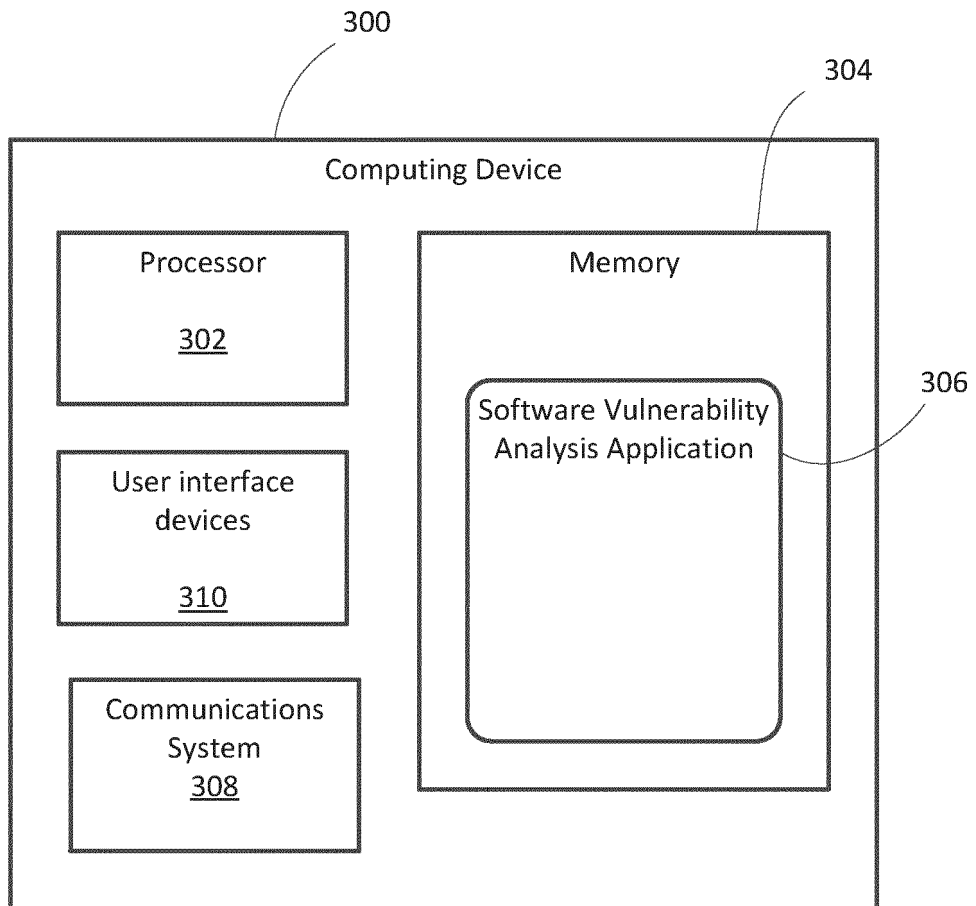 300
304
Computing Device
Processor
302
Memory
306
Software Vulnerability
Analysis Application
User interface
devices
310
Communications
System
308